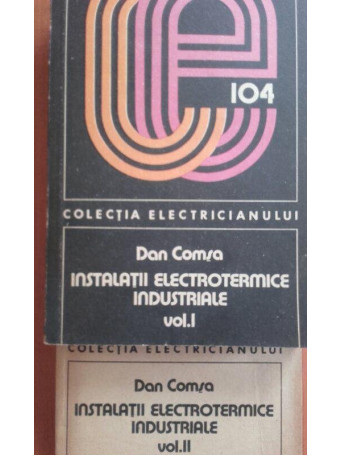 104
COLECȚIA ELECTRICIANULUI
Dan Comșa
INSTALAȚII ELECTROTERMICE
INDUSTRIALE
vol.I
COLECȚIA ELECTRICIANULUI
Dan Comșa
INSTALAȚII ELECTROTERMICE
INDUSTRIALE
vol.II